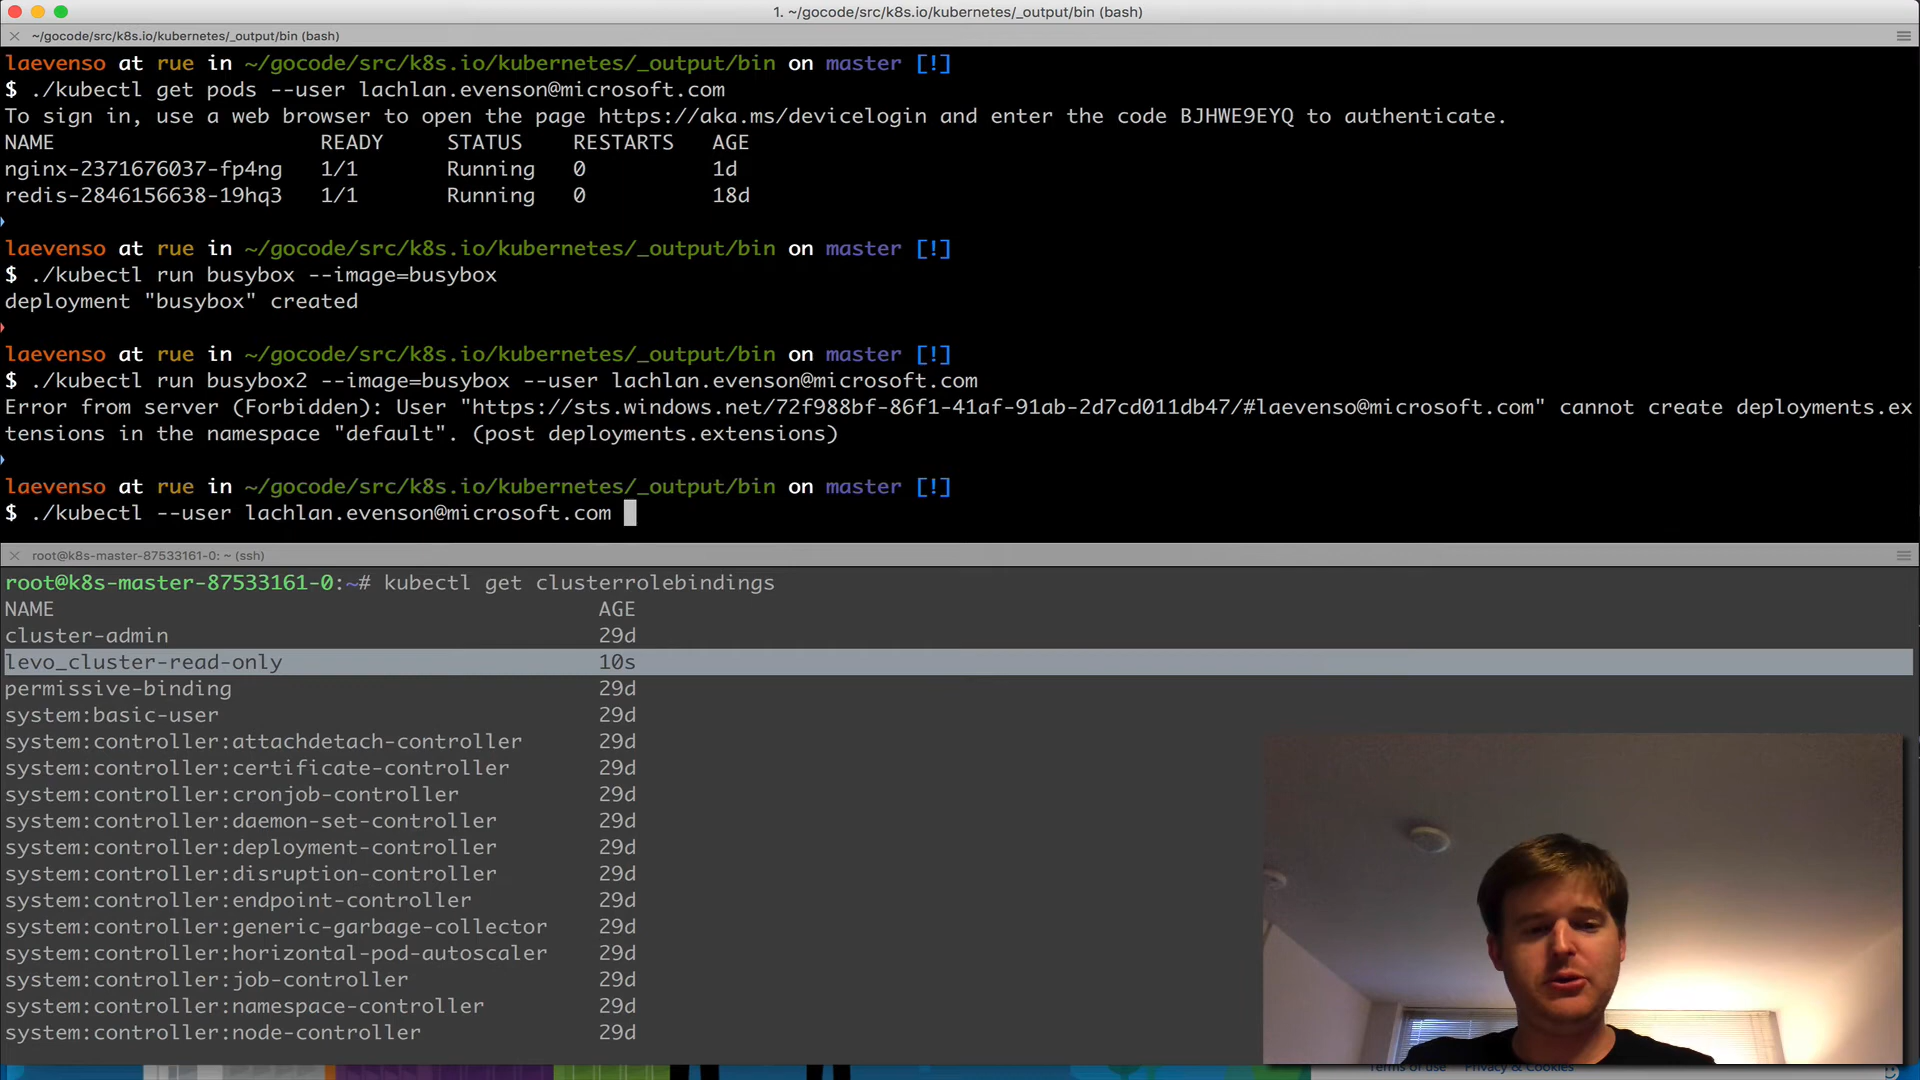 1. ~/gocode/src/k8s.io/kubernetes/_output/bin (bash)
~/gocode/src/k8s.io/kubernetes/_output/bin (bash)
laevenso at rue in ~/gocode/src/k8s.io/kubernetes/_output/bin on master [!]
$ ./kubectl get pods --user lachlan.evenson@microsoft.com
To sign in, use a web browser to open the page https://aka.ms/devicelogin and enter the code BJHWE9EYQ to authenticate.
NAME READY STATUS RESTARTS AGE
nginx-2371676037-fp4ng 1/1 Running 0 1d
redis-2846156638-19hq3 1/1 Running 0 18d
laevenso at rue in ~/gocode/src/k8s.io/kubernetes/_output/bin on master [!]
$ ./kubectl run busybox --image=busybox
deployment "busybox" created
laevenso at rue in ~/gocode/src/k8s.io/kubernetes/_output/bin on master [!]
$ ./kubectl run busybox2 --image=busybox --user lachlan.evenson@microsoft.com
Error from server (Forbidden): User "https://sts.windows.net/72f988bf-86f1-41af-91ab-2d7cd011db47/#laevenso@microsoft.com" cannot create deployments.ex
tensions in the namespace "default". (post deployments.extensions)
laevenso at rue in ~/gocode/src/k8s.io/kubernetes/_output/bin on master [!]
$ ./kubectl --user lachlan.evenson@microsoft.com
root@k8s-master-87533161-0: ~ (ssh)
root@k8s-master-87533161-0:~# kubectl get clusterrolebindings
NAME AGE
cluster-admin 29d
levo_cluster-read-only 10s
permissive-binding 29d
system:basic-user 29d
system:controller:attachdetach-controller 29d
system:controller:certificate-controller 29d
system:controller:cronjob-controller 29d
system:controller:daemon-set-controller 29d
system:controller:deployment-controller 29d
system:controller:disruption-controller 29d
system:controller:endpoint-controller 29d
system:controller:generic-garbage-collector 29d
system:controller:horizontal-pod-autoscaler 29d
system:controller:job-controller 29d
system:controller:namespace-controller 29d
system:controller:node-controller 29d
Terms of use Privacy & Cookies